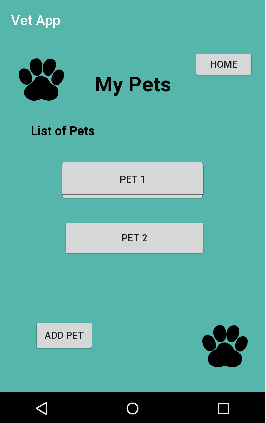 Vet App
HOME
My Pets
List of Pets
PET 1
PET 2
ADD PET